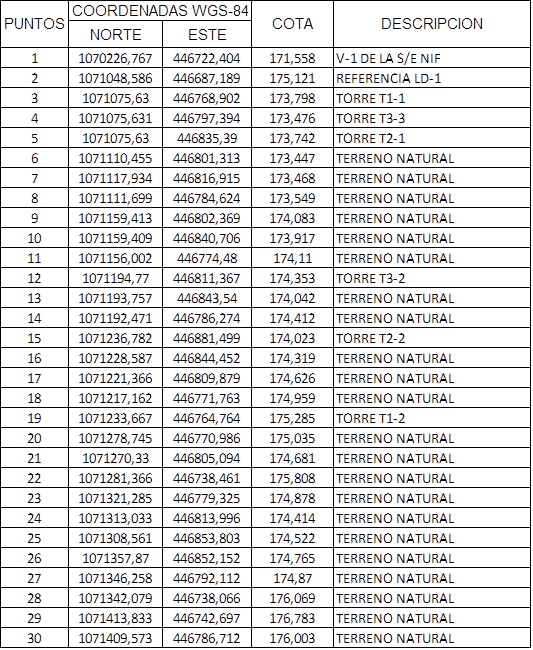 PUNTOS COORDENADAS WGS-84 COTA DESCRIPCION
NORTE ESTE
1 1070226,767 446722,404 171,558 V-1 DE LA S/E NIF
2 1071048,586 446687,189 175,121 REFERENCIA LD-1
3 1071075,63 446768,902 173,798 TORRE T1-1
4 1071075,631 446797,394 173,476 TORRE T3-3
5 1071075,63 446835,39 173,742 TORRE T2-1
6 1071110,455 446801,313 173,447 TERRENO NATURAL
7 1071117,934 446816,915 173,468 TERRENO NATURAL
8 1071111,699 446784,624 173,549 TERRENO NATURAL
9 1071159,413 446802,369 174,083 TERRENO NATURAL
10 1071159,409 446840,706 173,917 TERRENO NATURAL
11 1071156,002 446774,48 174,11 TERRENO NATURAL
12 1071194,77 446811,367 174,353 TORRE T3-2
13 1071193,757 446843,54 174,042 TERRENO NATURAL
14 1071192,471 446786,274 174,412 TERRENO NATURAL
15 1071236,782 446881,499 174,023 TORRE T2-2
16 1071228,587 446844,452 174,319 TERRENO NATURAL
17 1071221,366 446809,879 174,626 TERRENO NATURAL
18 1071217,162 446771,763 174,959 TERRENO NATURAL
19 1071233,667 446764,764 175,285 TORRE T1-2
20 1071278,745 446770,986 175,035 TERRENO NATURAL
21 1071270,33 446805,094 174,681 TERRENO NATURAL
22 1071281,366 446738,461 175,808 TERRENO NATURAL
23 1071321,285 446779,325 174,878 TERRENO NATURAL
24 1071313,033 446813,996 174,414 TERRENO NATURAL
25 1071308,561 446853,803 174,522 TERRENO NATURAL
26 1071357,87 446852,152 174,765 TERRENO NATURAL
27 1071346,258 446792,112 174,87 TERRENO NATURAL
28 1071342,079 446738,066 176,069 TERRENO NATURAL
29 1071413,833 446742,697 176,783 TERRENO NATURAL
30 1071409,573 446786,712 176,003 TERRENO NATURAL